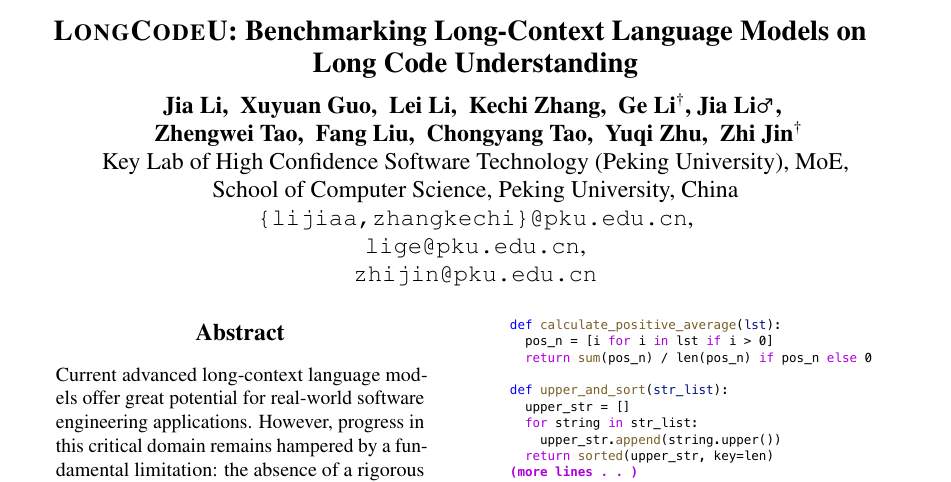 LONGCODEU: Benchmarking Long-Context Language Models on
Long Code Understanding
Jia Li, Xuyuan Guo, Lei Li, Kechi Zhang, Ge Li†, Jia Li♂,
Zhengwei Tao, Fang Liu, Chongyang Tao, Yuqi Zhu, Zhi Jin†
Key Lab of High Confidence Software Technology (Peking University), MoE,
School of Computer Science, Peking University, China
{lijiaa,zhangkechi}@pku.edu.cn,
lige@pku.edu.cn,
zhijin@pku.edu.cn
Abstract
Current advanced long-context language mod-
els offer great potential for real-world software
engineering applications. However, progress in
this critical domain remains hampered by a fun-
damental limitation: the absence of a rigorous
def calculate_positive_average(lst):
  pos_n = [i for i in lst if i > 0]
  return sum(pos_n) / len(pos_n) if pos_n else 0
def upper_and_sort(str_list):
  upper_str = []
  for string in str_list:
    upper_str.append(string.upper())
  return sorted(upper_str, key=len)
(more lines . . )